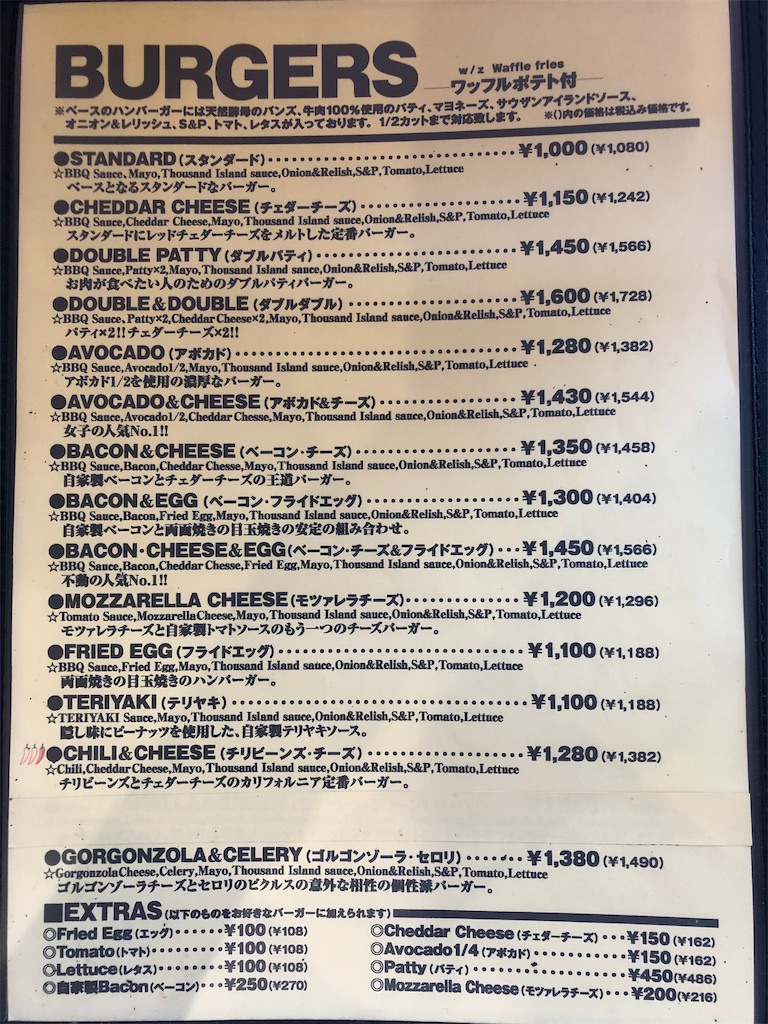 BURGERS
w/z Waffle fries
ワッフルポテト付
※ベースのハンバーガーには天然酵母のバンズ、牛肉100%使用のパティ、マヨネーズ、サウザンアイランドソース、
オニオン&レリッシュ、S&P、トマト、レタスが入っております。1/2カットまで対応致します。 ※()内の価格は税込み価格です。
●STANDARD(スタンダード)・・・・・・¥1,000(¥1,080)
☆BBQ Sauce、Mayo,Thousand Island sauce,Onion&Relish,S&P,Tomato,Lettuce
ベースとなるスタンダードなバーガー。
●CHEDDAR CHEESE(チェダーチーズ)・・・・・・¥1,150(¥1,242)
☆BBQ Sauce,Cheddar Cheese,Mayo,Thousand Island sauce,Onion&Relish,S&P,Tomato,Lettuce
スタンダードにレッドチェダーチーズをメルトした定番バーガー。
●DOUBLE PATTY(ダブルパティ)・・・・・・¥1,450(¥1,566)
☆BBQ Sauce,Patty×2,Mayo,Thousand Island sauce,Onion&Relish,S&P,Tomato,Lettuce
お肉が食べたい人のためのダブルパティバーガー。
●DOUBLE&DOUBLE(ダブルダブル)・・・・・・¥1,600(¥1,728)
☆BBQ Sauce、Patty×2,Cheddar Cheese×2,Mayo,Thousand Island sauce,Onion&Relish,S&P,Tomato,Lettuce
パティ×2!!チェダーチーズ×2!!
●AVOCADO(アボカド)・・・・・・¥1,280(¥1,382)
☆BBQ Sauce,Avocado1/2,Mayo,Thousand Island sauce,Onion&Relish,S&P,Tomato,Lettuce
アボカド1/2を使用の濃厚なバーガー。
●AVOCADO&CHEESE(アボカド&チーズ)・・・・・・¥1,430(¥1,544)
☆BBQ Sauce,Avocado1/2,Cheddar Chesse,Mayo,Thousand Island sauce,Onion&Relish,S&P,Tomato,Lettuce
女子の人気No.1!!
●BACON&CHEESE(ベーコン・チーズ)・・・・・・¥1,350(¥1,458)
☆BBQ Sauce,Bacon,Cheddar Chesse,Mayo,Thousand Island sauce,Onion&Relish,S&P,Tomato,Lettuce
自家製ベーコンとチェダーチーズの王道バーガー。
●BACON&EGG(ベーコン・フライドエッグ)・・・・・・¥1,300(¥1,404)
☆BBQ Sauce,Bacon,Fried Egg,Mayo,Thousand Island sauce,Onion&Relish,S&P,Tomato,Lettuce
自家製ベーコンと両面焼きの目玉焼きの安定の組み合わせ。
●BACON・CHEESE&EGG(ベーコン・チーズ&フライドエッグ)・・・¥1,450(¥1,566)
☆BBQ Sauce,Bacon,Cheddar Chesse,Fried Egg,Mayo,Thousand Island sauce,Onion&Relish,S&P,Tomato,Lettuce
不動の人気No.1!!
●MOZZARELLA CHEESE(モツァレラチーズ)・・・・・・¥1,200(¥1,296)
☆Tomato Sauce,MozzarellaCheese,Mayo,Thousand Island sauce,Onion&Relish,S&P,Tomato,Lettuce
モツァレラチーズと自家製トマトソースのもう一つのチーズバーガー。
●FRIED EGG(フライドエッグ)・・・・・・¥1,100(¥1,188)
☆BBQ Sauce,Fried Egg,Mayo,Thousand Island sauce,Onion&Relish,S&P,Tomato,Lettuce
両面焼きの目玉焼きのハンバーガー。
●TERIYAKI(テリヤキ)・・・・・・¥1,100(¥1,188)
☆TERIYAKI Sauce,Mayo,Thousand Island sauce,Onion&Relish,S&P,Tomato,Lettuce
隠し味にピーナッツを使用した、自家製テリヤキソース。
●CHILI&CHEESE(チリビーンズ・チーズ)・・・・・・¥1,280(¥1,382)
☆Chili,Cheddar Cheese,Mayo,Thousand Island sauce,Onion&Relish,S&P,Tomato,Lettuce
チリビーンズとチェダーチーズのカリフォルニア定番バーガー。
●GORGONZOLA&CELERY(ゴルゴンゾーラ・セロリ)・・・・・・¥1,380(¥1,490)
☆GorgonzolaCheese,Celery,Mayo,Thousand Island sauce,Onion&Relish,S&P,Tomato,Lettuce
ゴルゴンゾーラチーズとセロリのピクルスの意外な相性の個性派バーガー。
■EXTRAS(以下のものをお好きなバーガーに加えられます)
◎Fried Egg(エッグ)・・・・・・¥100(¥108)
◎Tomato(トマト)・・・・・・¥100(¥108)
◎Lettuce(レタス)・・・・・・¥100(¥108)
◎自家製Bacon(ベーコン)・・・・・・¥250(¥270)
◎Cheddar Cheese(チェダーチーズ)・・・¥150(¥162)
◎Avocado1/4(アボカド)・・・・・・¥150(¥162)
◎Patty(パティ)・・・・・・¥450(¥486)
◎Mozzarella Cheese(モツァレラチーズ)・・・¥200(¥216)